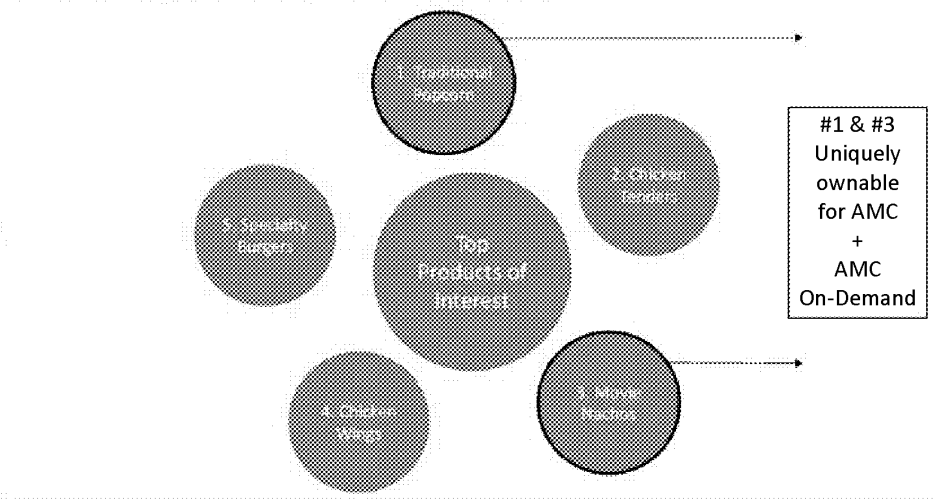 1. Traditional
Popcorn
2. Chicken
Tenders
3. Movie
Nachos
4. Chicken
Wings
5. Specialty
Burgers
Top
Products of
Interest
#1 & #3
Uniquely
ownable
for AMC
+
AMC
On-Demand